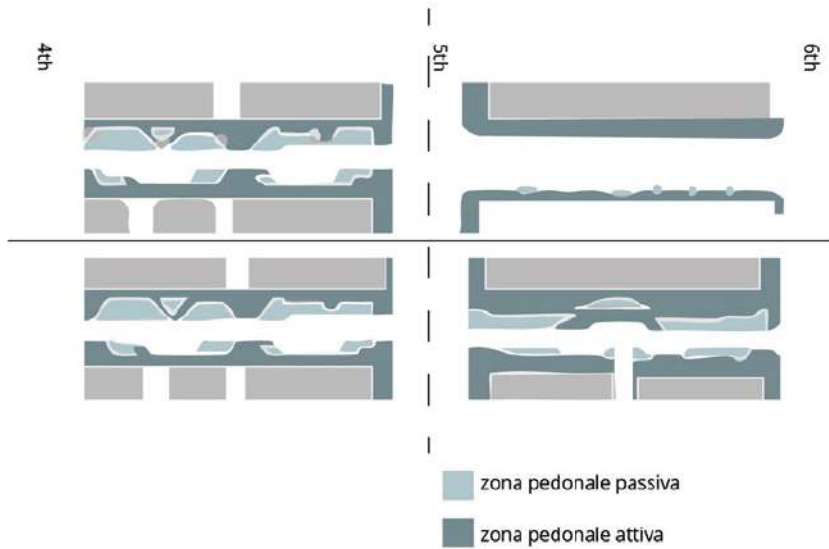 4th
5th
6th
zona pedonale passiva
zona pedonale attiva